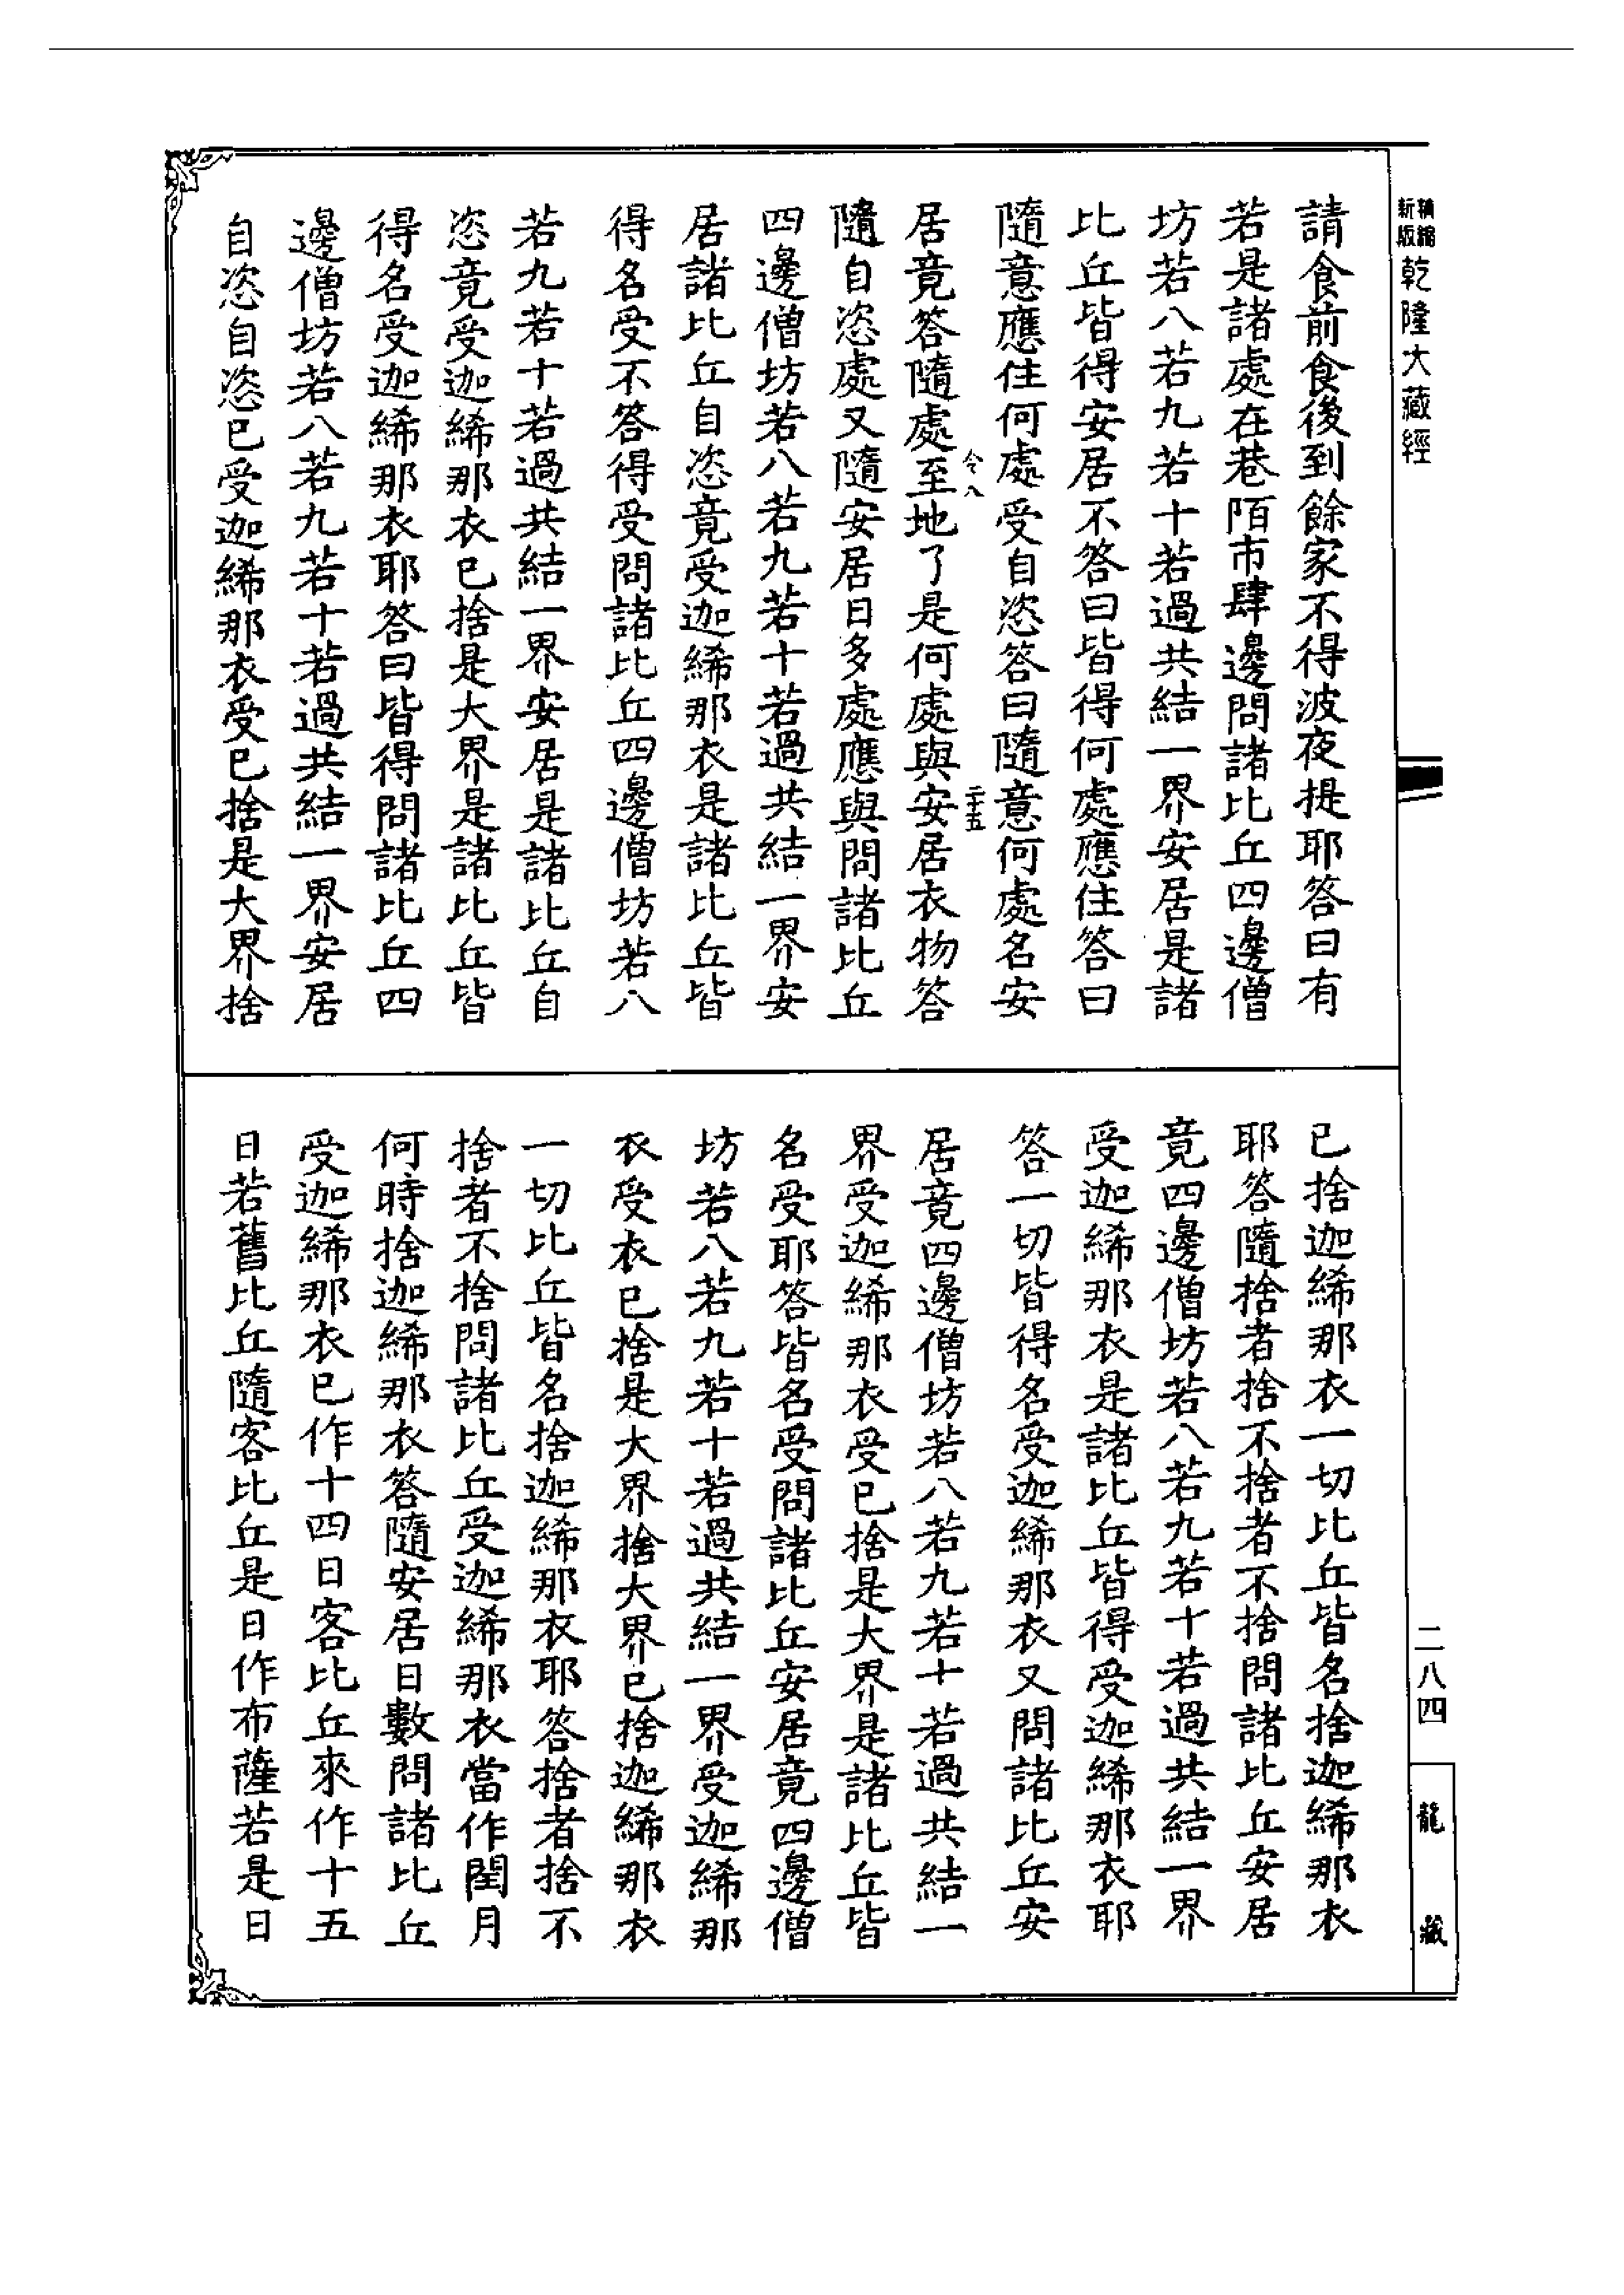 新版精縮乾隆大藏經
請食前食後到餘家不得波夜提耶答曰有
若是諸處在巷陌市肆邊問諸比丘四邊僧
坊若八若九若十若過共結一界安居是諸
比丘皆得安居不答曰皆得何處應住答曰
隨意應住何處受自恣答曰隨意何處名安
令八
二十五
居竟答隨處至地了是何處與安居衣物答
隨自恣處又隨安居日多處應與問諸比丘
四邊僧坊若八若九若十若過共結一界安
居諸比丘自恣竟受迦絺那衣是諸比丘皆
得名受不答得受問諸比丘四邊僧坊若八
若九若十若過共結一界安居是諸比丘自
恣竟受迦絺那衣已捨是大界是諸比丘皆
得名受迦絺那衣耶答曰皆得問諸比丘四
邊僧坊若八若九若十若過共結一界安居
自恣自恣已受迦絺那衣受已捨是大界捨
已捨迦絺那衣一切比丘皆名捨迦絺那衣
耶答隨捨者捨不捨者不捨問諸比丘安居
竟四邊僧坊若八若九若十若過共結一界
受迦絺那衣是諸比丘皆得受迦絺那衣耶
答一切皆得名受迦絺那衣又問諸比丘安
居竟四邊僧坊若八若九若十若過共結一
界受迦絺那衣受已捨是大界是諸比丘皆
名受耶答皆名受問諸比丘安居竟四邊僧
坊若八若九若十若過共結一界受迦絺那
衣受衣已捨是大界捨大界已捨迦絺那衣
一切比丘皆名捨迦絺那衣耶答捨者捨不
捨者不捨問諸比丘受迦絺那衣當作閏月
何時捨迦絺那衣答隨安居日數問諸比丘
受迦絺那衣已作十四日客比丘來作十五
日若舊比丘隨客比丘是日作布薩若是日
二八四
龍藏